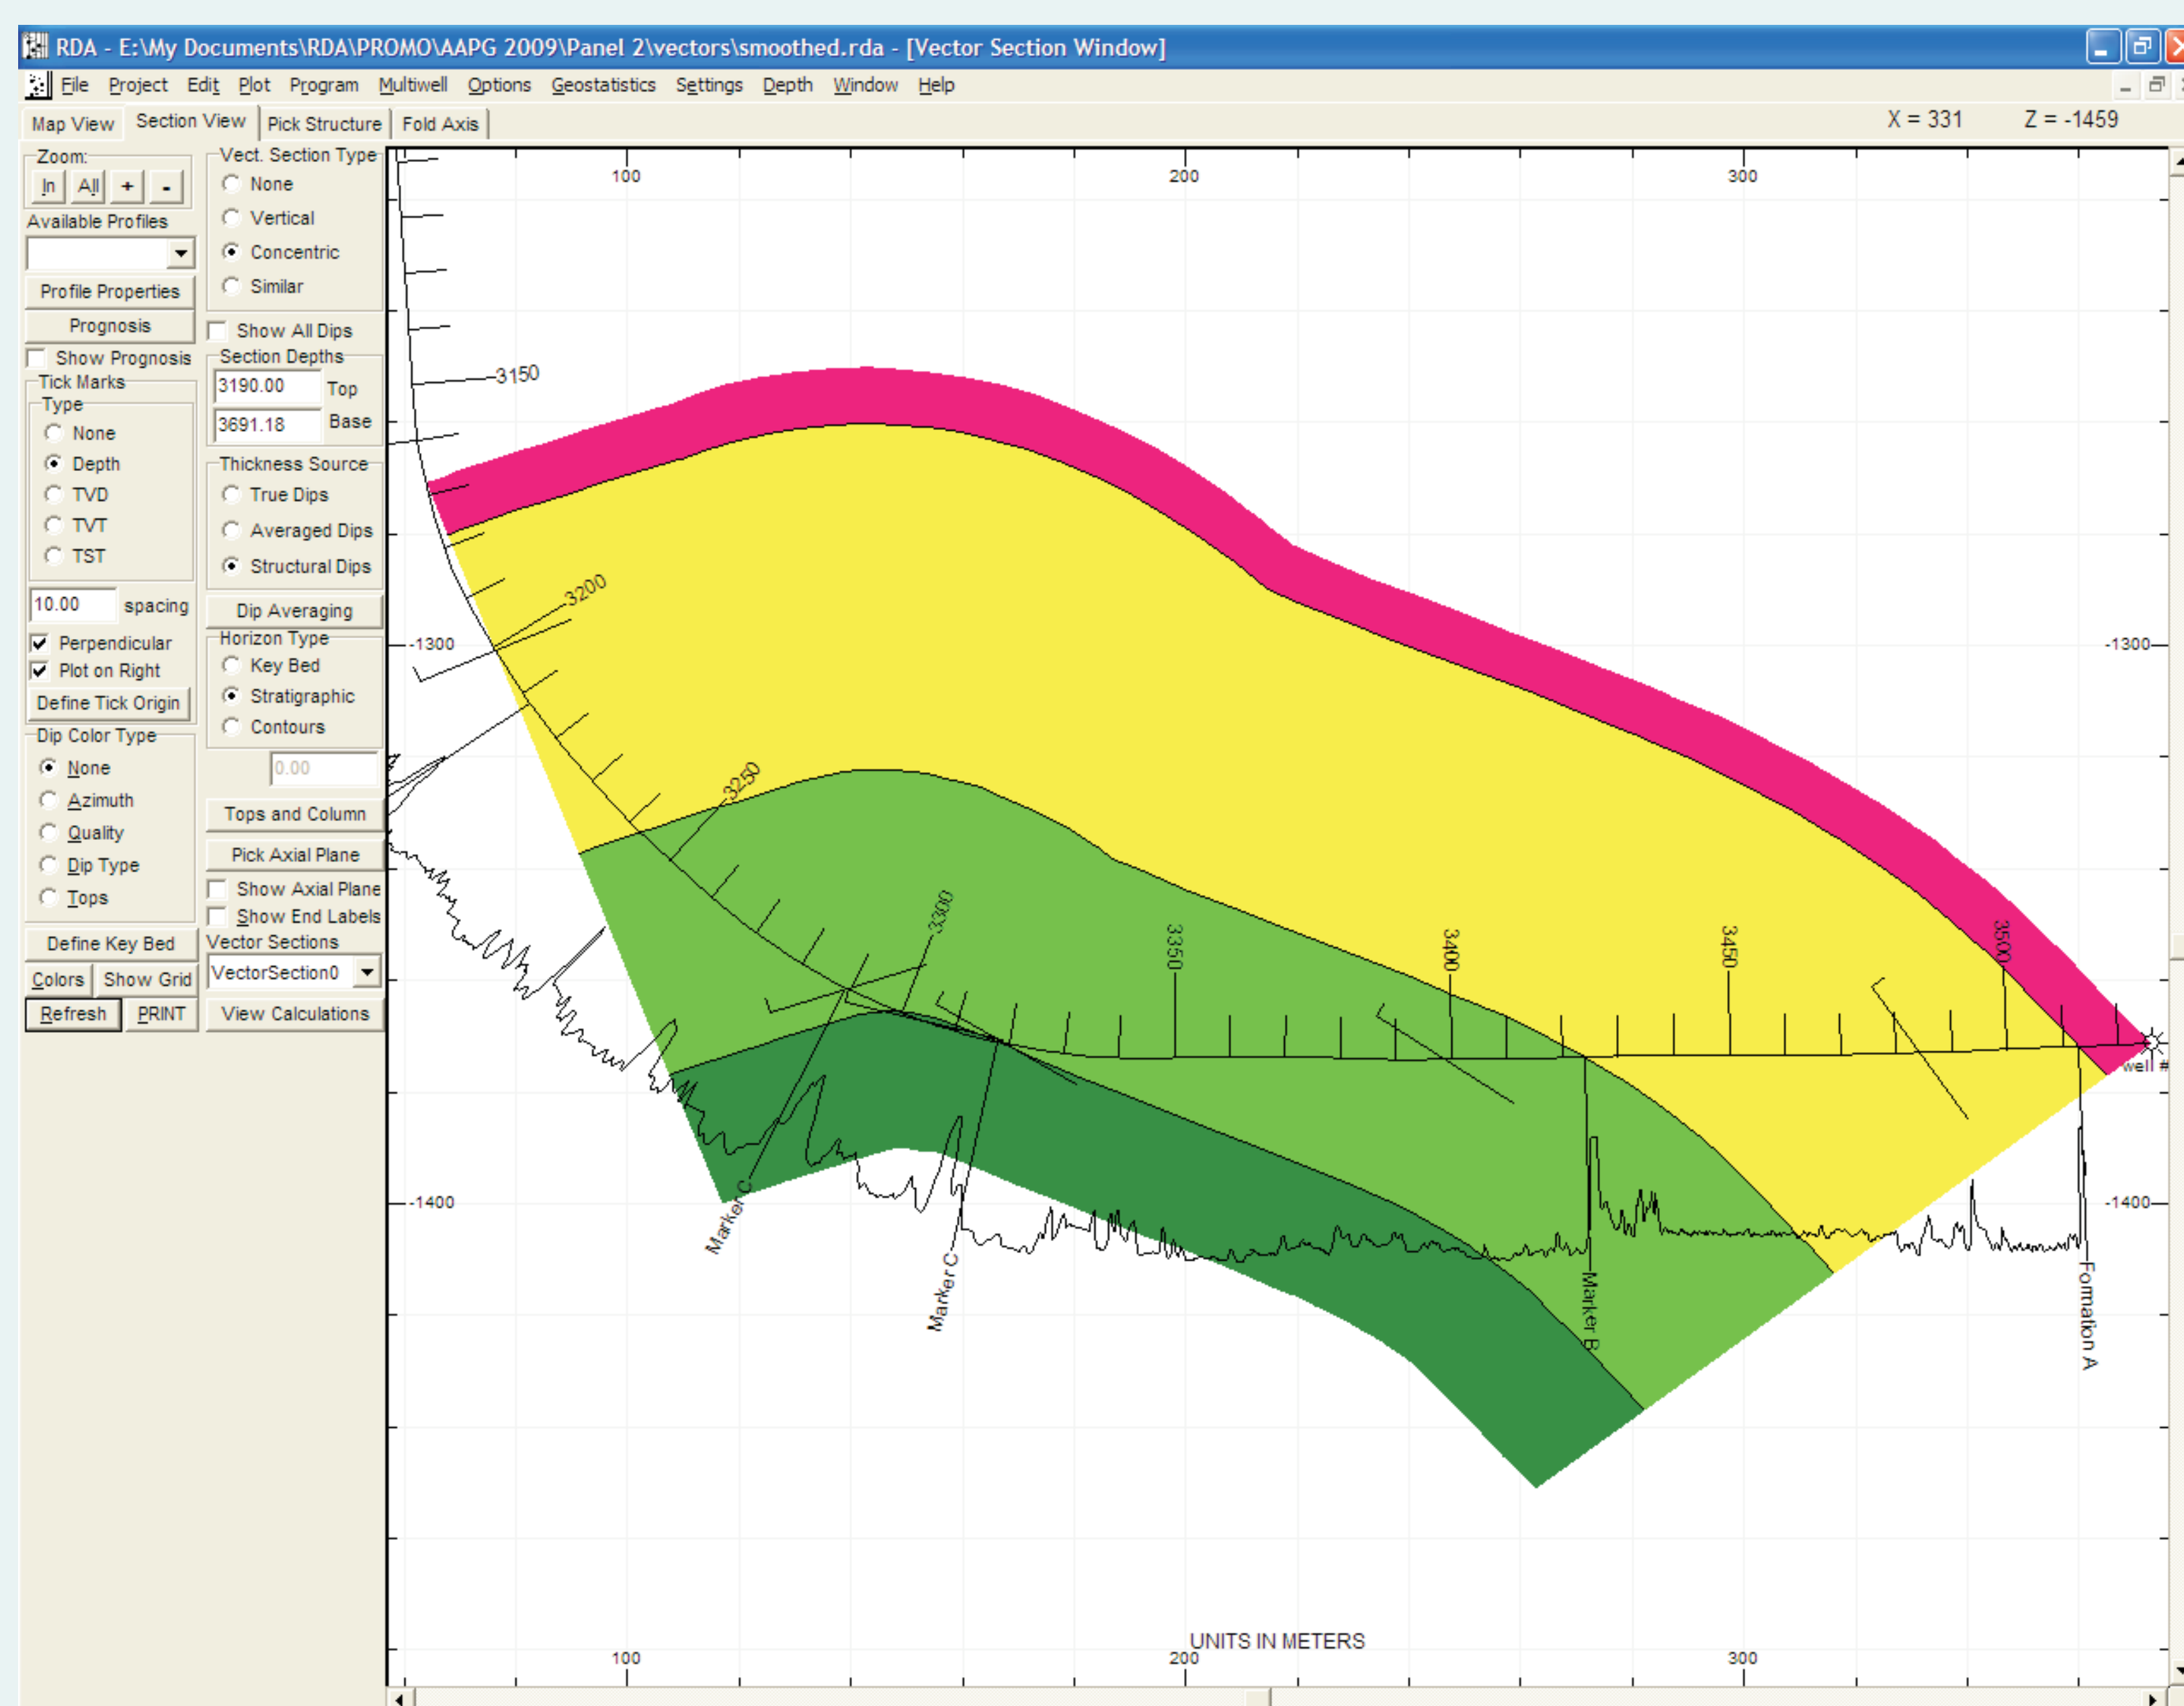 RDA - E:\My Documents\RDA\PROMO\AAPG 2009\Panel 2\vectors\smoothed.rda - [Vector Section Window]
File Project Edit Plot Program Multiwell Options Geostatistics Settings Depth Window Help
Map View Section View Pick Structure Fold Axis
X = 331 Z = -1459
Zoom:
In All + -
Available Profiles
Profile Properties
Prognosis
Show Prognosis
Tick Marks
Type
None
Depth
TVD
TVT
TST
10.00 spacing
Perpendicular
Plot on Right
Define Tick Origin
Dip Color Type
None
Azimuth
Quality
Dip Type
Tops
Define Key Bed
Colors Show Grid
Refresh PRINT
Vect. Section Type
None
Vertical
Concentric
Similar
Show All Dips
Section Depths
3190.00 Top
3691.18 Base
Thickness Source
True Dips
Averaged Dips
Structural Dips
Dip Averaging
Horizon Type
Key Bed
Stratigraphic
Contours
0.00
Tops and Column
Pick Axial Plane
Show Axial Plane
Show End Labels
Vector Sections
VectorSection0
View Calculations
100 200 300
3150
3200
-1300 -1300
3250
3300
3350
3400
3450
3500
well #
-1400 -1400
Marker C
Marker C
Marker B
Formation A
UNITS IN METERS
100 200 300